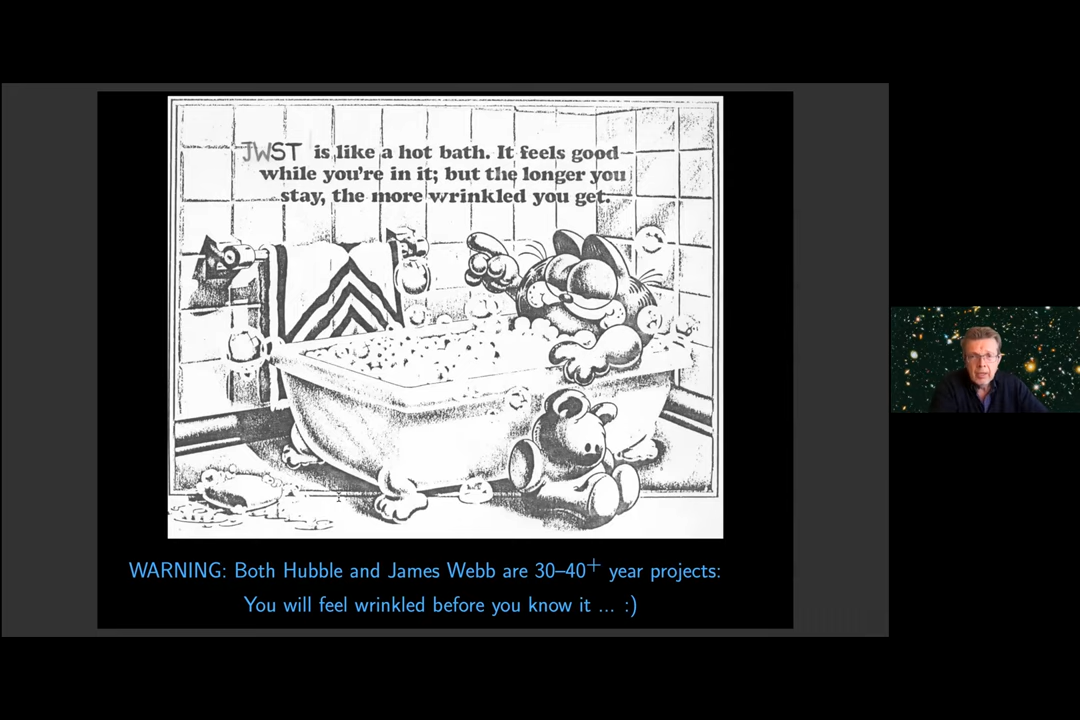 JWST is like a hot bath. It feels good
while you're in it; but the longer you
stay, the more wrinkled you get.
WARNING: Both Hubble and James Webb are 30–40⁺ year projects:
You will feel wrinkled before you know it ... :)